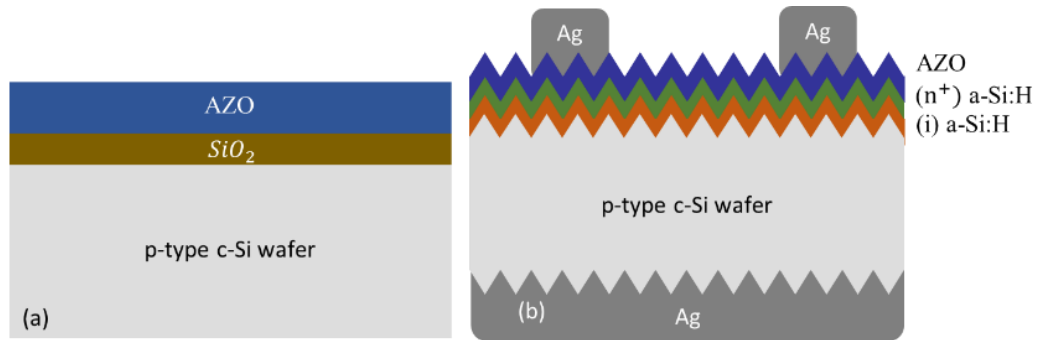 AZO
SiO₂
p-type c-Si wafer
(a)
Ag
Ag
AZO
(n⁺) a-Si:H
(i) a-Si:H
p-type c-Si wafer
(b)
Ag